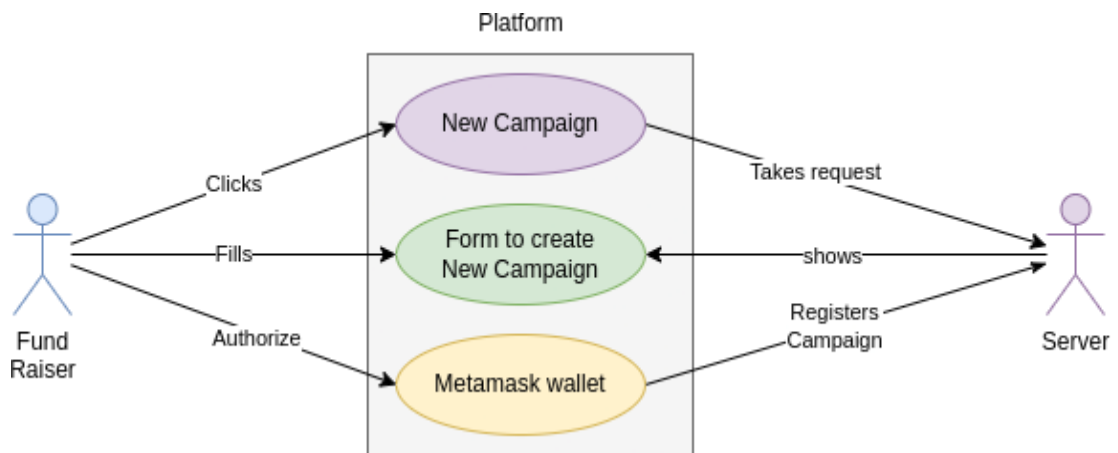 Platform
New Campaign
Clicks
Takes request
Form to create
New Campaign
Fills
shows
Registers
Campaign
Authorize
Fund
Raiser
Server
Metamask wallet